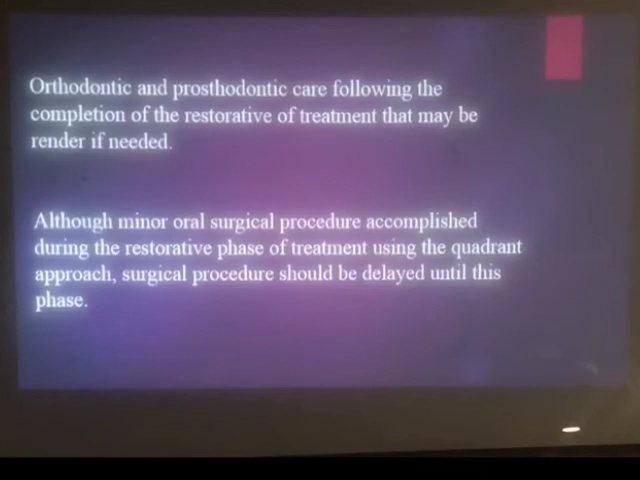 Orthodontic and prosthodontic care following the
completion of the restorative of treatment that may be
render if needed.
Although minor oral surgical procedure accomplished
during the restorative phase of treatment using the quadrant
approach, surgical procedure should be delayed until this
phase.